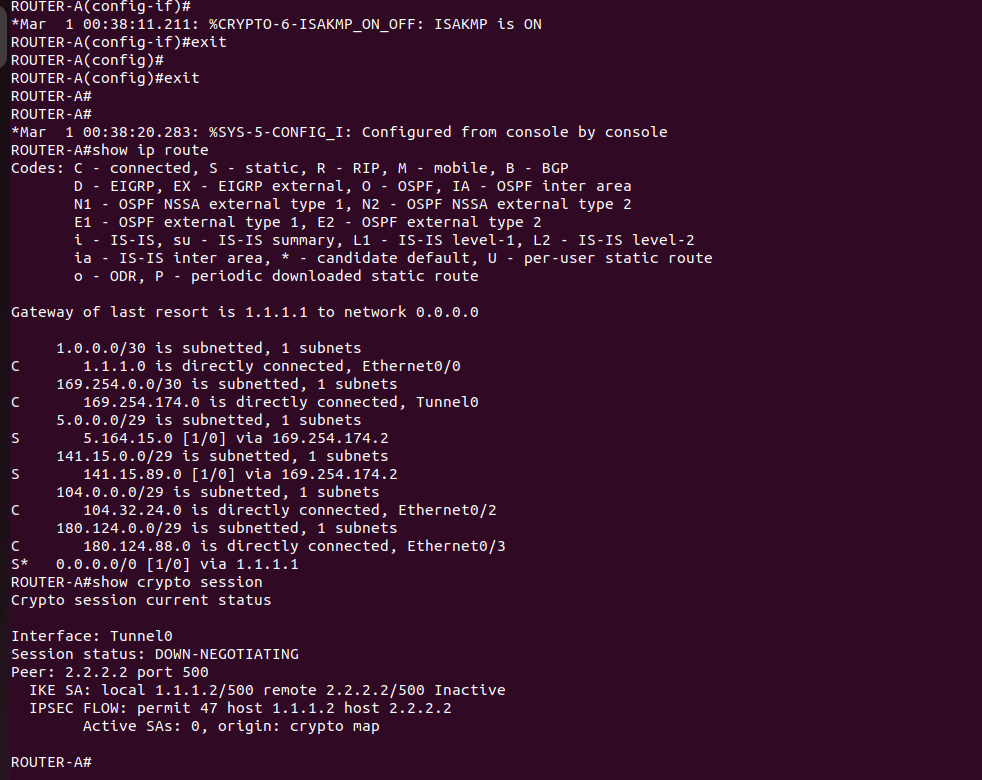 ROUTER-A(config-if)#
*Mar  1 00:38:11.211: %CRYPTO-6-ISAKMP_ON_OFF: ISAKMP is ON
ROUTER-A(config-if)#exit
ROUTER-A(config)#
ROUTER-A(config)#exit
ROUTER-A#
ROUTER-A#
*Mar  1 00:38:20.283: %SYS-5-CONFIG_I: Configured from console by console
ROUTER-A#show ip route
Codes: C - connected, S - static, R - RIP, M - mobile, B - BGP
       D - EIGRP, EX - EIGRP external, O - OSPF, IA - OSPF inter area
       N1 - OSPF NSSA external type 1, N2 - OSPF NSSA external type 2
       E1 - OSPF external type 1, E2 - OSPF external type 2
       i - IS-IS, su - IS-IS summary, L1 - IS-IS level-1, L2 - IS-IS level-2
       ia - IS-IS inter area, * - candidate default, U - per-user static route
       o - ODR, P - periodic downloaded static route

Gateway of last resort is 1.1.1.1 to network 0.0.0.0

     1.0.0.0/30 is subnetted, 1 subnets
C       1.1.1.0 is directly connected, Ethernet0/0
     169.254.0.0/30 is subnetted, 1 subnets
C       169.254.174.0 is directly connected, Tunnel0
     5.0.0.0/29 is subnetted, 1 subnets
S       5.164.15.0 [1/0] via 169.254.174.2
     141.15.0.0/29 is subnetted, 1 subnets
S       141.15.89.0 [1/0] via 169.254.174.2
     104.0.0.0/29 is subnetted, 1 subnets
C       104.32.24.0 is directly connected, Ethernet0/2
     180.124.0.0/29 is subnetted, 1 subnets
C       180.124.88.0 is directly connected, Ethernet0/3
S*   0.0.0.0/0 [1/0] via 1.1.1.1
ROUTER-A#show crypto session
Crypto session current status

Interface: Tunnel0
Session status: DOWN-NEGOTIATING
Peer: 2.2.2.2 port 500
  IKE SA: local 1.1.1.2/500 remote 2.2.2.2/500 Inactive
  IPSEC FLOW: permit 47 host 1.1.1.2 host 2.2.2.2
        Active SAs: 0, origin: crypto map

ROUTER-A#